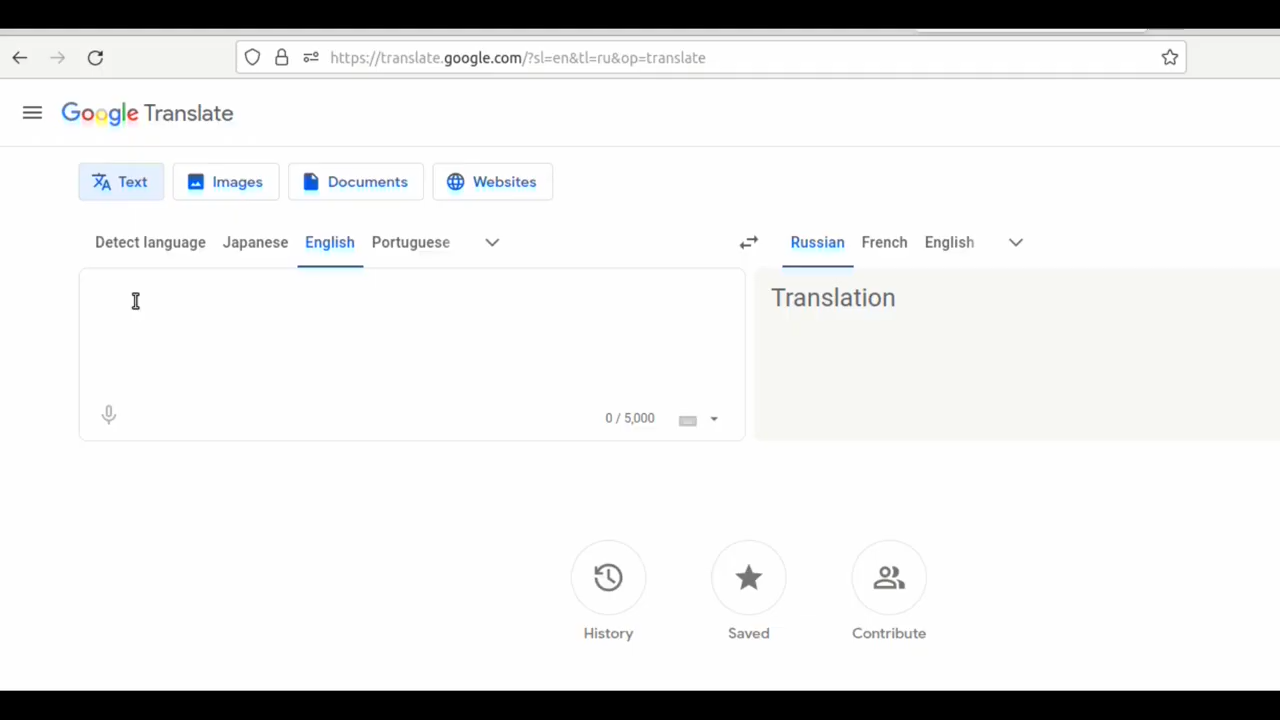 https://translate.google.com/?sl=en&tl=ru&op=translate
Google Translate
Text Images Documents Websites
Detect language Japanese English Portuguese Russian French English
Translation
0 / 5,000
History Saved Contribute